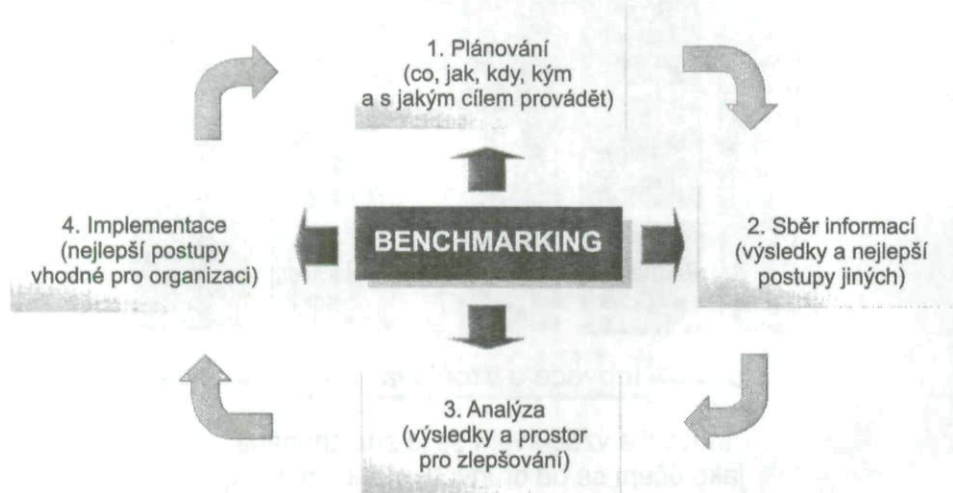 1. Plánování
(co, jak, kdy, kým
a s jakým cílem provádět)
BENCHMARKING
2. Sběr informací
(výsledky a nejlepší
postupy jiných)
3. Analýza
(výsledky a prostor
pro zlepšování)
4. Implementace
(nejlepší postupy
vhodné pro organizaci)